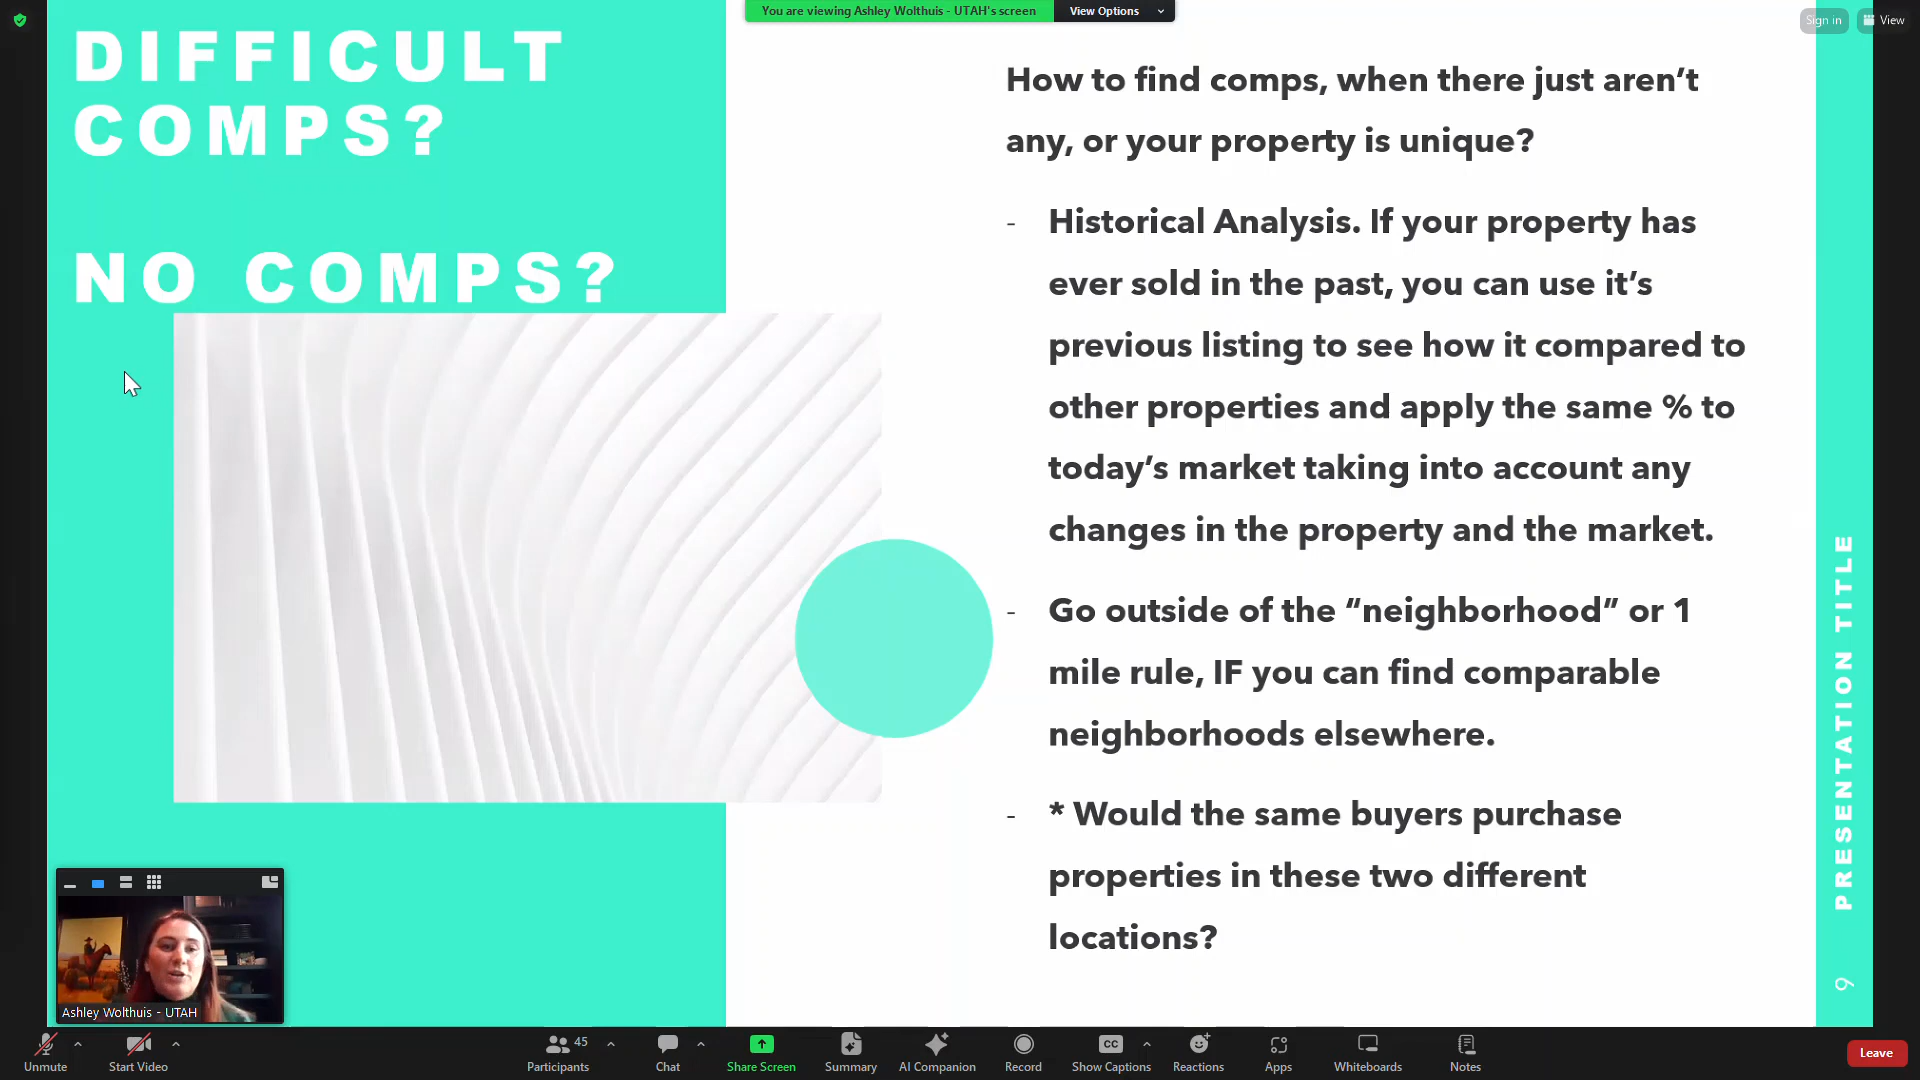 You are viewing Ashley Wolthuis - UTAH's screen
View Options
Sign in
View
DIFFICULT
COMPS?
NO COMPS?
How to find comps, when there just aren’t
any, or your property is unique?
- Historical Analysis. If your property has
ever sold in the past, you can use it’s
previous listing to see how it compared to
other properties and apply the same % to
today’s market taking into account any
changes in the property and the market.
- Go outside of the “neighborhood” or 1
mile rule, IF you can find comparable
neighborhoods elsewhere.
- * Would the same buyers purchase
properties in these two different
locations?
PRESENTATION TITLE
9
Ashley Wolthuis - UTAH
Unmute
Start Video
45
Participants
Chat
Share Screen
Summary
AI Companion
Record
CC
Show Captions
Reactions
Apps
Whiteboards
Notes
Leave